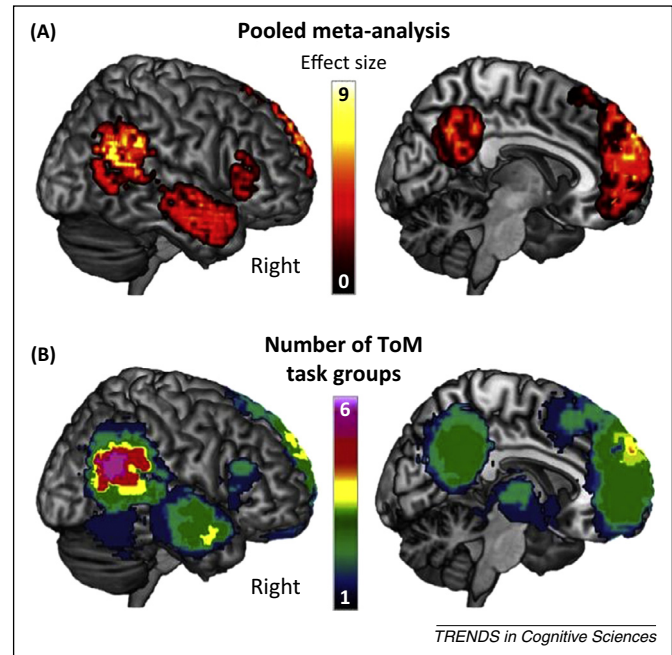 (A)
Pooled meta-analysis
Effect size
9
0
Right
(B)
Number of ToM
task groups
6
1
Right
TRENDS in Cognitive Sciences